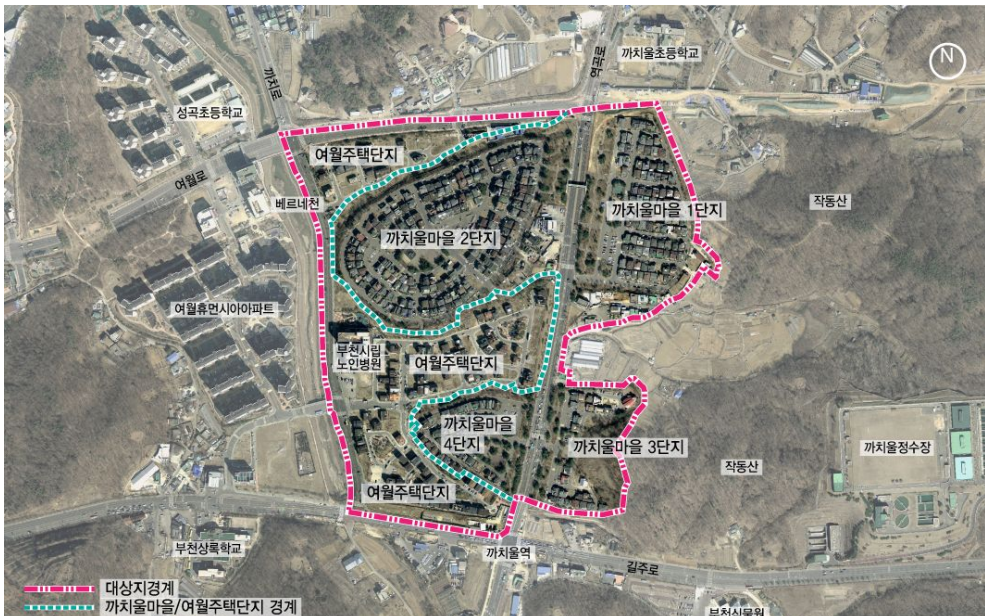 까치울초등학교
역곡로
N
까치로
성곡초등학교
여월주택단지
여월로
베르네천
까치울마을 1단지
작동산
까치울마을 2단지
여월휴먼시아아파트
부천시립
노인병원
여월주택단지
까치울마을
4단지
까치울마을 3단지
까치울정수장
작동산
여월주택단지
부천상록학교
까치울역
길주로
대상지경계
까치울마을/여월주택단지 경계
부천식물원